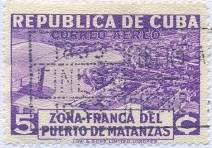 REPUBLICA DE CUBA
CORREO AEREO
5 C
ZONA-FRANCA DEL
PUERTO DE MATANZAS